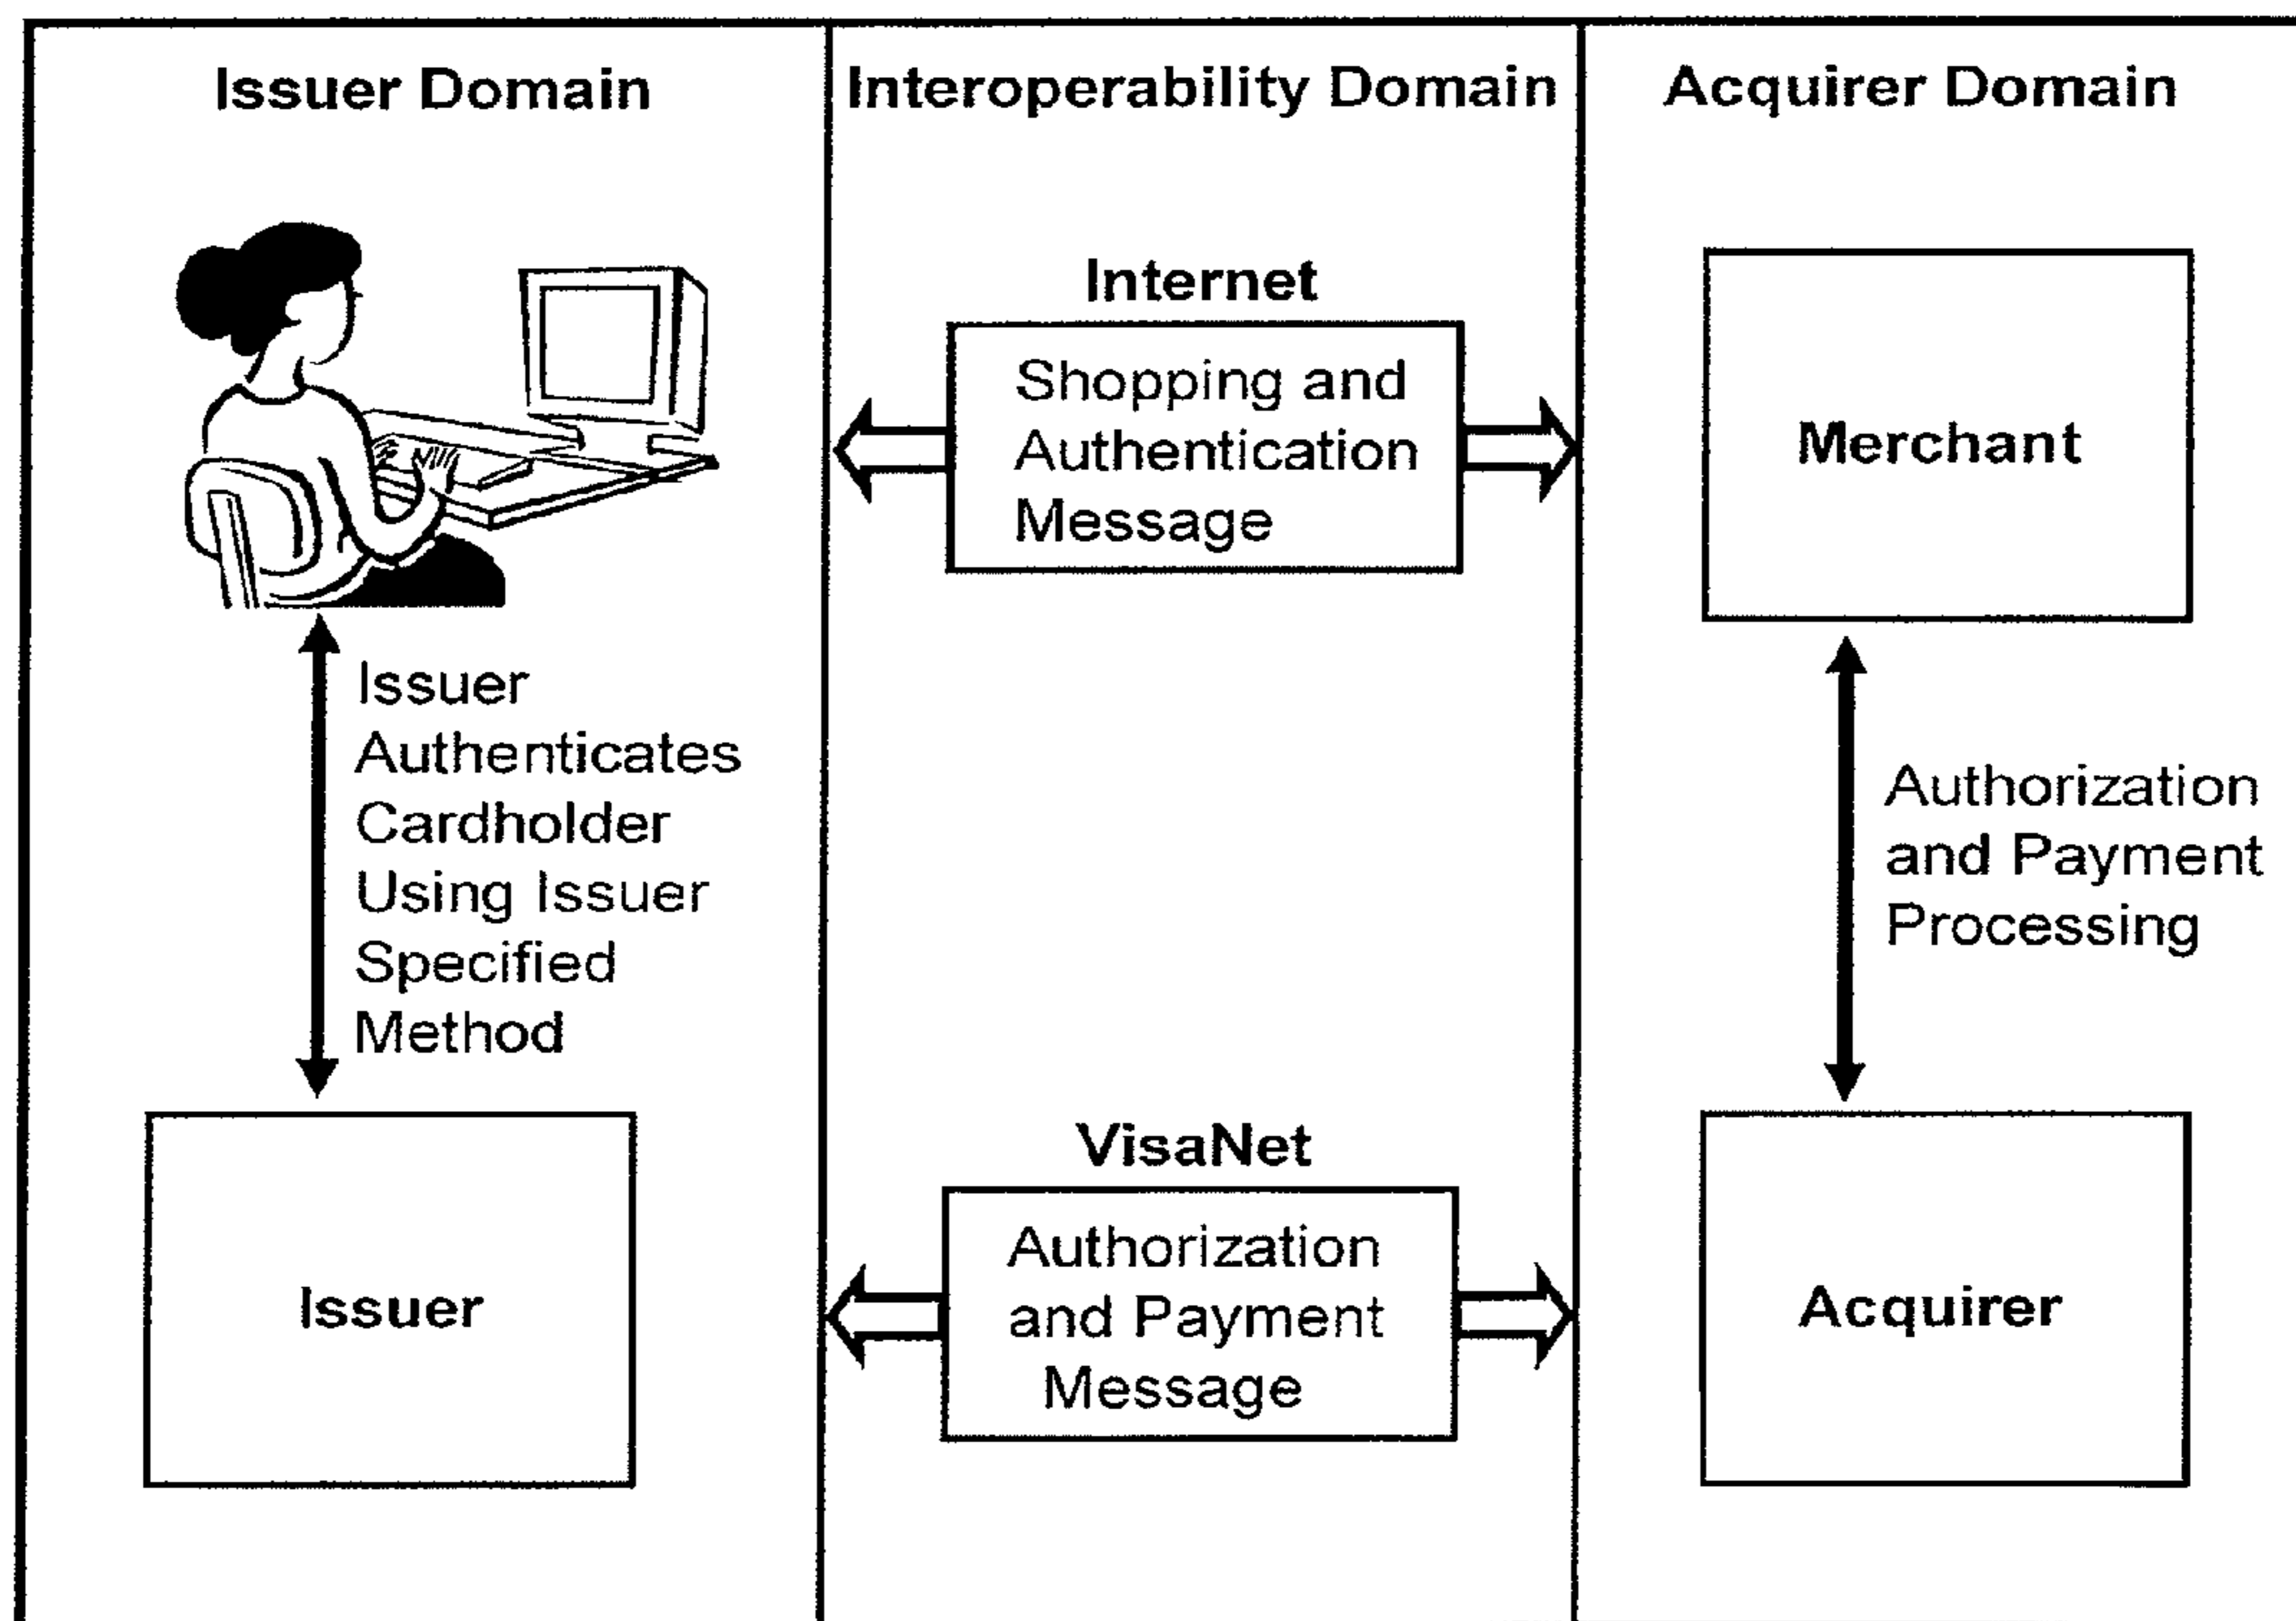 Issuer Domain
Interoperability Domain
Acquirer Domain
Internet
Shopping and
Authentication
Message
Merchant
Issuer
Authenticates
Cardholder
Using Issuer
Specified
Method
Authorization
and Payment
Processing
VisaNet
Authorization
and Payment
Message
Issuer
Acquirer